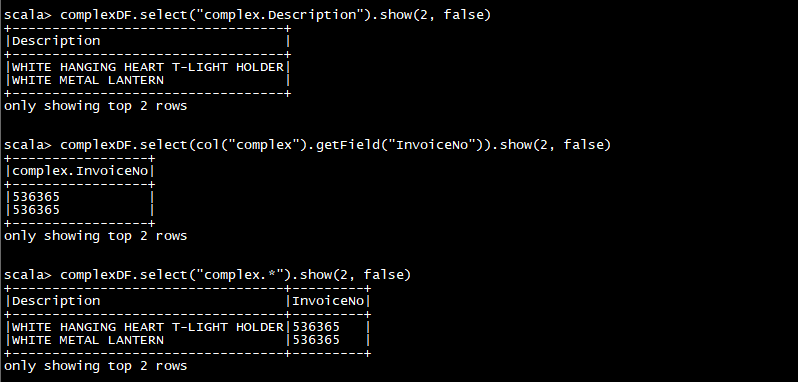 scala> complexDF.select("complex.Description").show(2, false)
+----------------------------------+
|Description                       |
+----------------------------------+
|WHITE HANGING HEART T-LIGHT HOLDER|
|WHITE METAL LANTERN               |
+----------------------------------+
only showing top 2 rows
scala> complexDF.select(col("complex").getField("InvoiceNo")).show(2, false)
+-----------------+
|complex.InvoiceNo|
+-----------------+
|536365           |
|536365           |
+-----------------+
only showing top 2 rows
scala> complexDF.select("complex.*").show(2, false)
+----------------------------------+---------+
|Description                       |InvoiceNo|
+----------------------------------+---------+
|WHITE HANGING HEART T-LIGHT HOLDER|536365   |
|WHITE METAL LANTERN               |536365   |
+----------------------------------+---------+
only showing top 2 rows